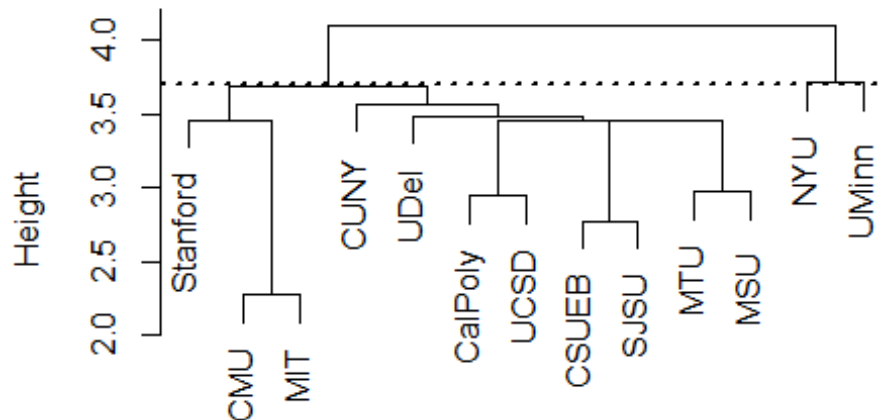 Height
4.0
3.5
3.0
2.5
2.0
Stanford
CMU
MIT
CUNY
UDel
CalPoly
UCSD
CSUEB
SJSU
MTU
MSU
NYU
UMinn